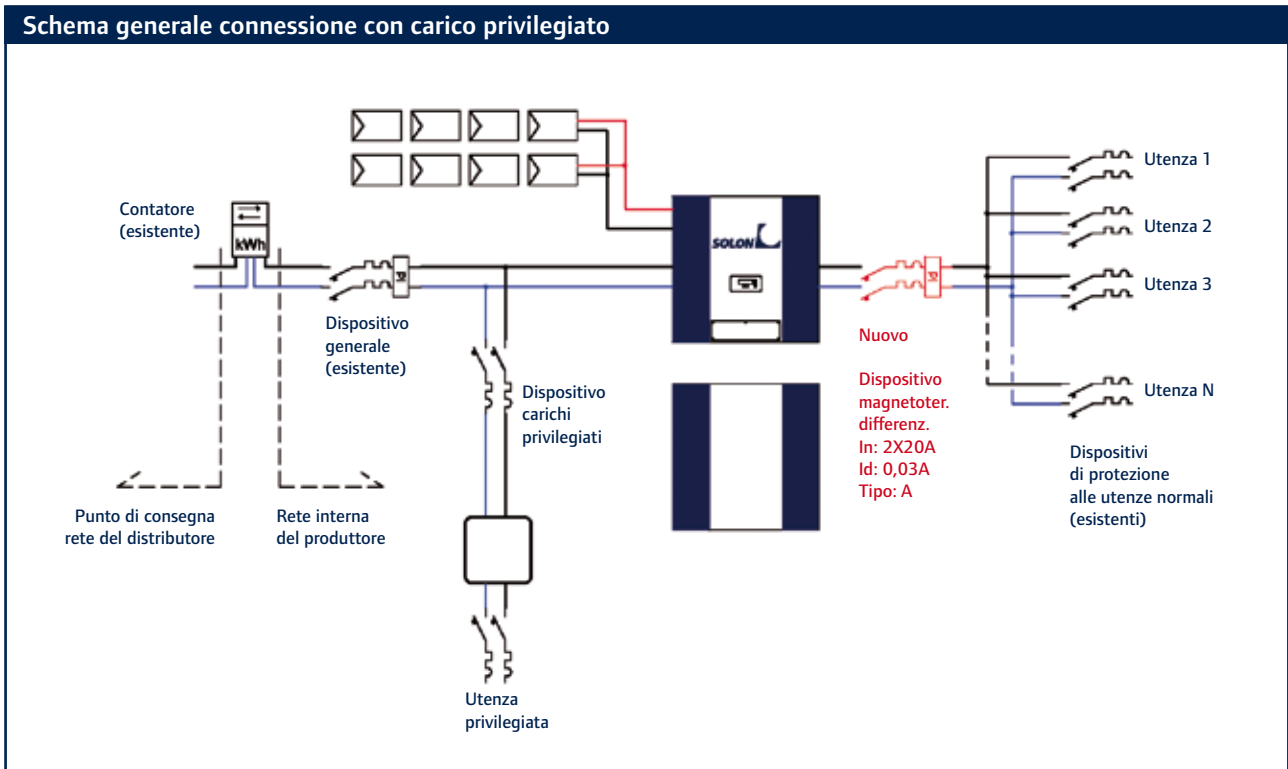 Schema generale connessione con carico privilegiato
Contatore
(esistente)
kWh
Id
Dispositivo
generale
(esistente)
Dispositivo
carichi
privilegiati
Punto di consegna
rete del distributore
Rete interna
del produttore
Utenza
privilegiata
SOLON
Id
Nuovo
Dispositivo
magnetoter.
differenz.
In: 2X20A
Id: 0,03A
Tipo: A
Utenza 1
Utenza 2
Utenza 3
Utenza N
Dispositivi
di protezione
alle utenze normali
(esistenti)